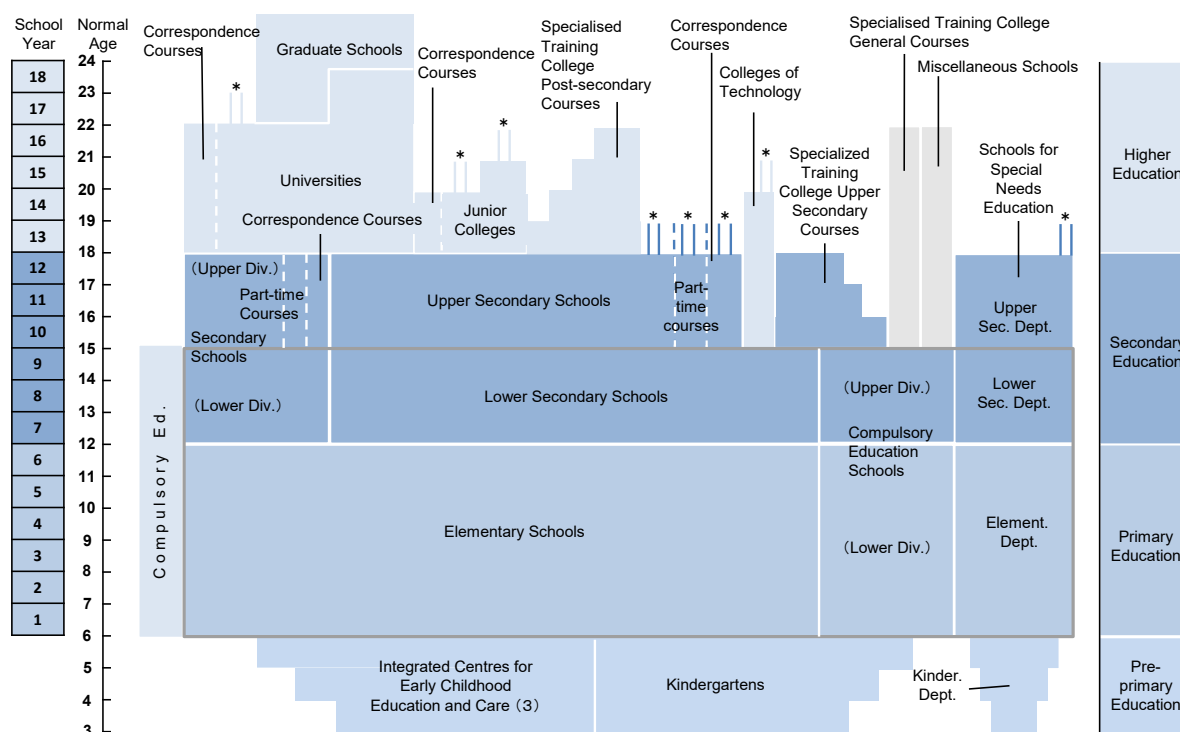 School
Year
Normal
Age
Correspondence
Courses
Graduate Schools
Correspondence
Courses
Specialised
Training
College
Post-secondary
Courses
Correspondence
Courses
Colleges of
Technology
Specialised Training College
General Courses
Miscellaneous Schools
24
18
23
17
22
16
21
15
20
14
19
13
18
12
17
11
16
10
15
9
14
8
13
7
12
6
11
5
10
4
9
3
8
2
7
1
6
5
4
3
*
*
*
*
*
*
*
*
Universities
Correspondence Courses
Junior
Colleges
Specialized
Training
College Upper
Secondary
Courses
Schools for
Special
Needs
Education
Higher
Education
(Upper Div.)
Part-time
Courses
Secondary
Schools
(Lower Div.)
Upper Secondary Schools
Part-
time
courses
Upper
Sec. Dept.
Secondary
Education
Lower Secondary Schools
(Upper Div.)
Compulsory
Education
Schools
(Lower Div.)
Lower
Sec. Dept.
Compulsory Ed.
Elementary Schools
Element.
Dept.
Primary
Education
Integrated Centres for
Early Childhood
Education and Care (3)
Kindergartens
Kinder.
Dept.
Pre-
primary
Education